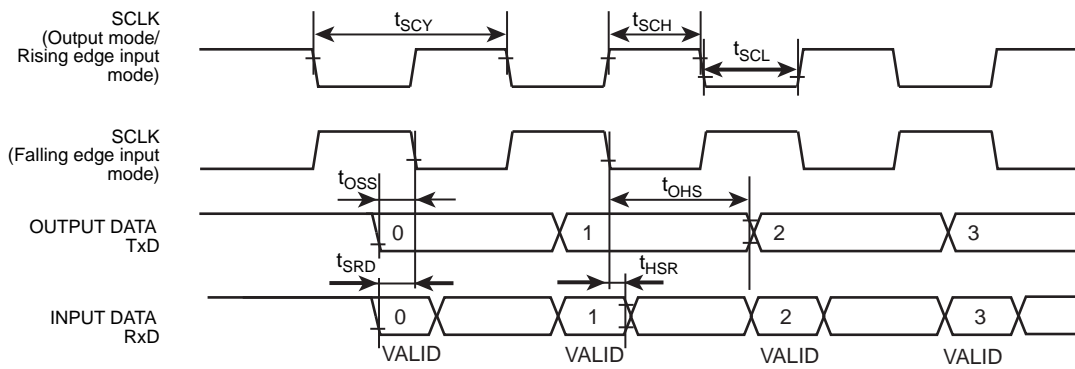 SCLK
(Output mode/
Rising edge input
mode)
tSCY
tSCH
tSCL
SCLK
(Falling edge input
mode)
tOSS
tOHS
OUTPUT DATA
TxD
0
1
2
3
tSRD
tHSR
INPUT DATA
RxD
0
1
2
3
VALID
VALID
VALID
VALID